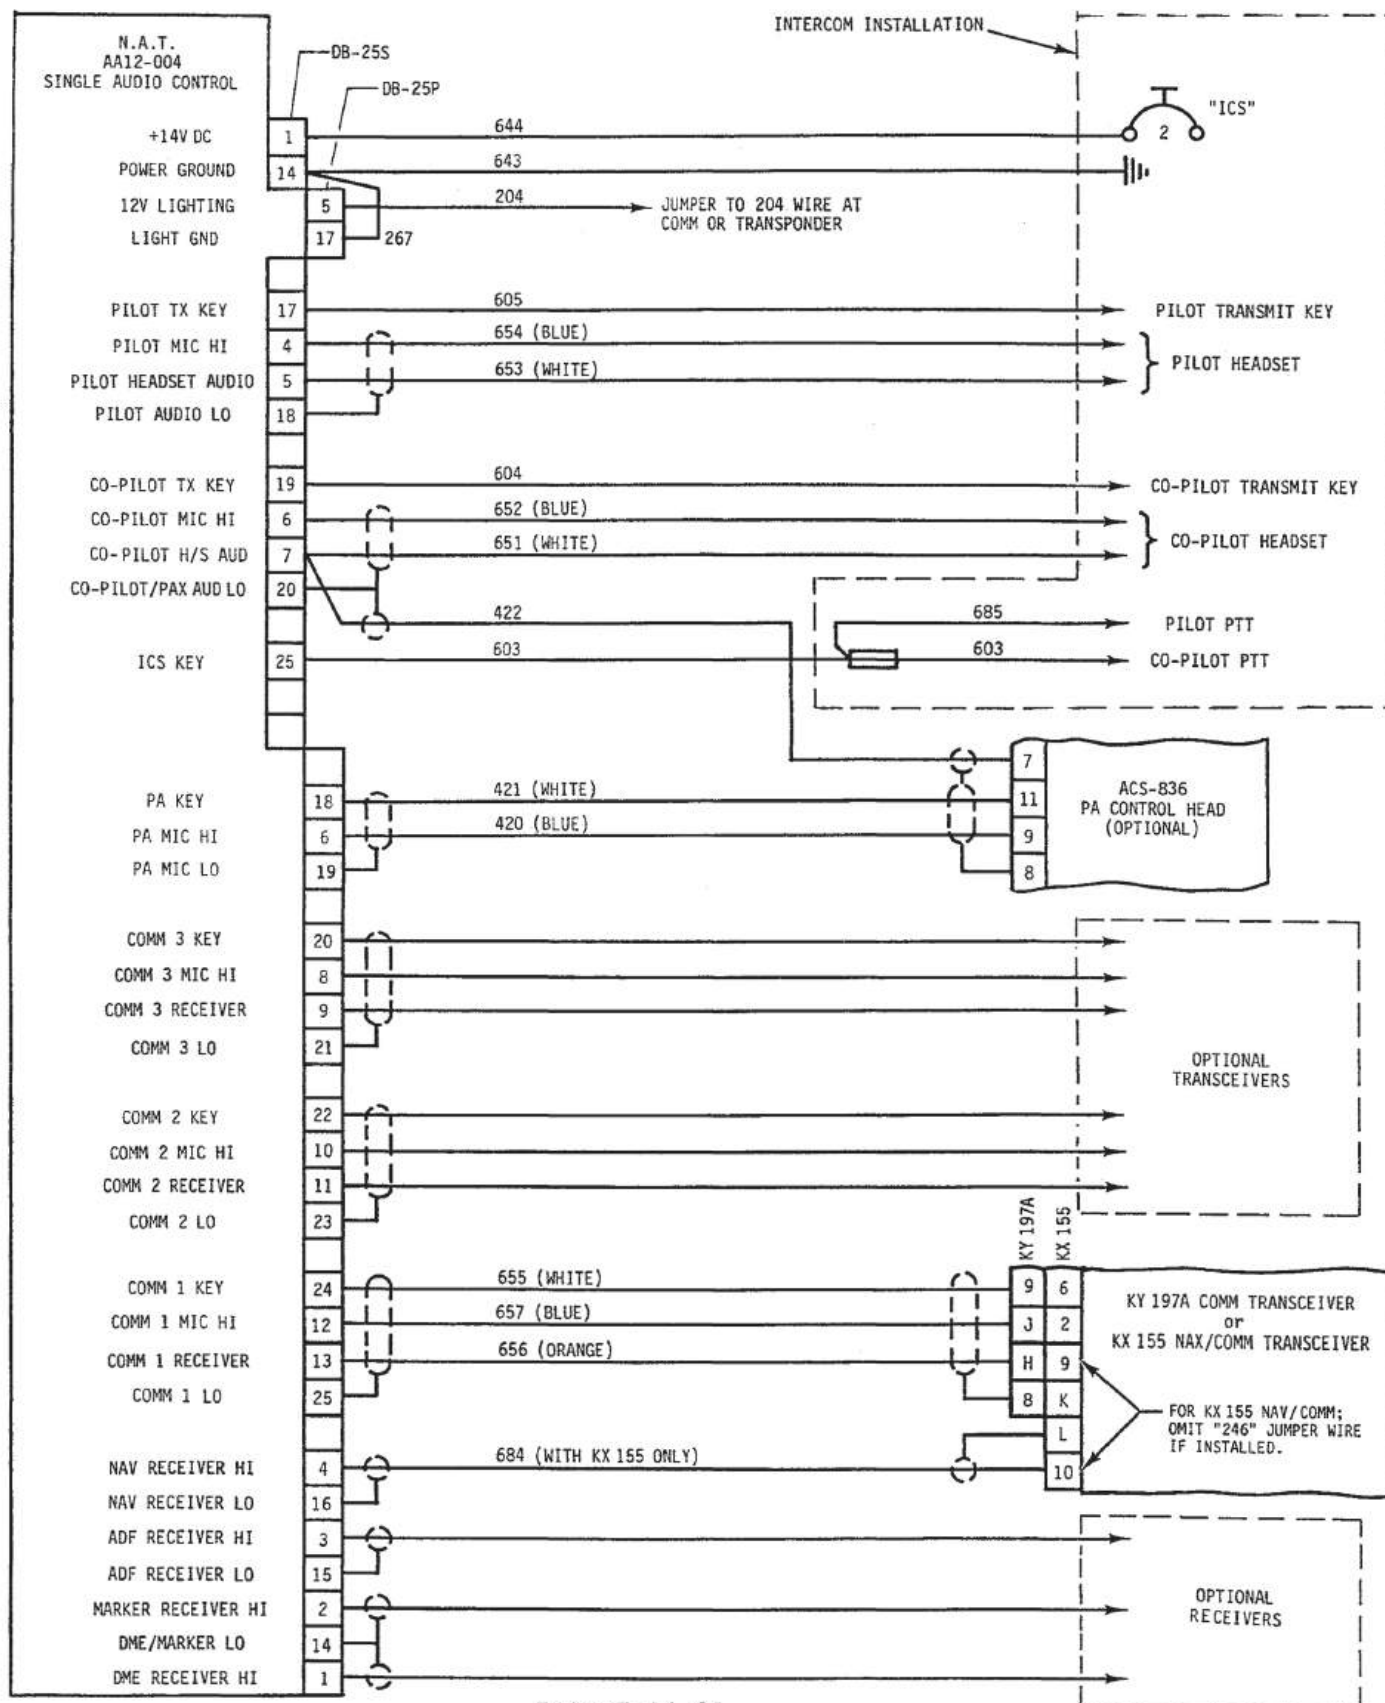 INTERCOM INSTALLATION
N.A.T.
AA12-004
SINGLE AUDIO CONTROL
DB-25S
DB-25P
"ICS"
2
+14V DC 1 644
POWER GROUND 14 643
12V LIGHTING 5 204 JUMPER TO 204 WIRE AT
COMM OR TRANSPONDER
LIGHT GND 17 267
PILOT TX KEY 17 605 PILOT TRANSMIT KEY
PILOT MIC HI 4 654 (BLUE)
PILOT HEADSET
PILOT HEADSET AUDIO 5 653 (WHITE)
PILOT AUDIO LO 18
CO-PILOT TX KEY 19 604 CO-PILOT TRANSMIT KEY
CO-PILOT MIC HI 6 652 (BLUE)
CO-PILOT HEADSET
CO-PILOT H/S AUD 7 651 (WHITE)
CO-PILOT/PAX AUD LO 20
422 685 PILOT PTT
ICS KEY 25 603 603 CO-PILOT PTT
7
PA KEY 18 421 (WHITE) 11
PA MIC HI 6 420 (BLUE) 9
PA MIC LO 19 8
ACS-836
PA CONTROL HEAD
(OPTIONAL)
COMM 3 KEY 20
COMM 3 MIC HI 8
COMM 3 RECEIVER 9
COMM 3 LO 21
OPTIONAL
TRANSCEIVERS
COMM 2 KEY 22
COMM 2 MIC HI 10
COMM 2 RECEIVER 11
COMM 2 LO 23
KY 197A
KX 155
COMM 1 KEY 24 655 (WHITE) 9 6
COMM 1 MIC HI 12 657 (BLUE) J 2
COMM 1 RECEIVER 13 656 (ORANGE) H 9
COMM 1 LO 25 8 K
L
KY 197A COMM TRANSCEIVER
or
KX 155 NAX/COMM TRANSCEIVER
FOR KX 155 NAV/COMM;
OMIT "246" JUMPER WIRE
IF INSTALLED.
NAV RECEIVER HI 4 684 (WITH KX 155 ONLY) 10
NAV RECEIVER LO 16
ADF RECEIVER HI 3
ADF RECEIVER LO 15
MARKER RECEIVER HI 2
DME/MARKER LO 14
DME RECEIVER HI 1
OPTIONAL
RECEIVERS